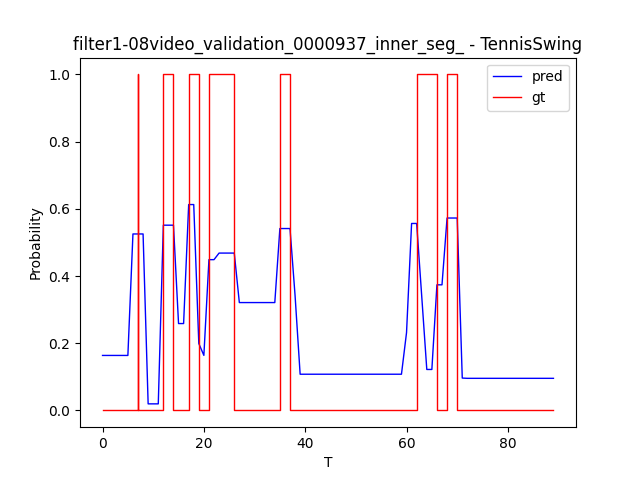 filter1-08video_validation_0000937_inner_seg_ - TennisSwing
pred
gt
1.0
0.8
0.6
0.4
0.2
0.0
Probability
0
20
40
60
80
T